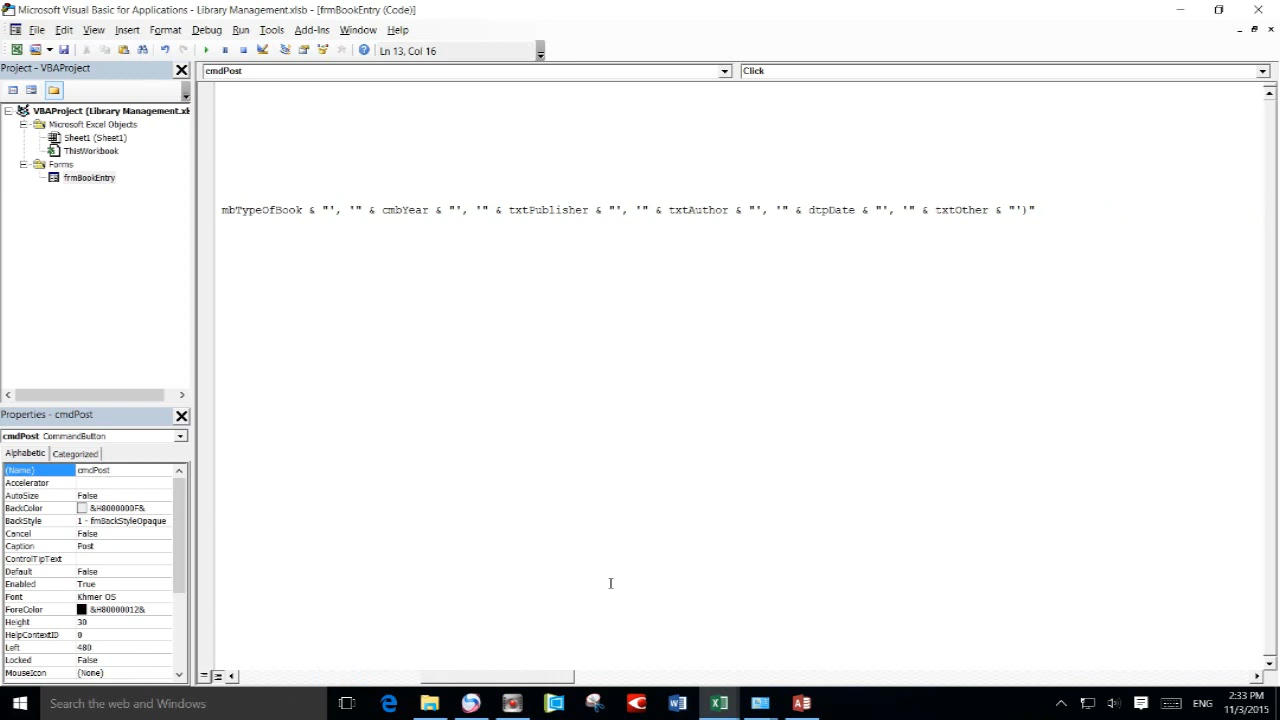 Microsoft Visual Basic for Applications - Library Management.xlsb - [frmBookEntry (Code)]
File Edit View Insert Format Debug Run Tools Add-Ins Window Help
Ln 13, Col 16
Project - VBAProject
cmdPost
Click
VBAProject (Library Management.xl
Microsoft Excel Objects
Sheet1 (Sheet1)
ThisWorkbook
Forms
frmBookEntry
mbTypeOfBook & "', '" & cmbYear & "', '" & txtPublisher & "', '" & txtAuthor & "', '" & dtpDate & "', '" & txtOther & "')"
Properties - cmdPost
cmdPost CommandButton
Alphabetic Categorized
(Name) cmdPost
Accelerator
AutoSize False
BackColor &H8000000F&
BackStyle 1 - fmBackStyleOpaque
Cancel False
Caption Post
ControlTipText
Default False
Enabled True
Font Khmer OS
ForeColor &H80000012&
Height 30
HelpContextID 0
Left 480
Locked False
MouseIcon (None)
Search the web and Windows
ENG
2:33 PM
11/3/2015